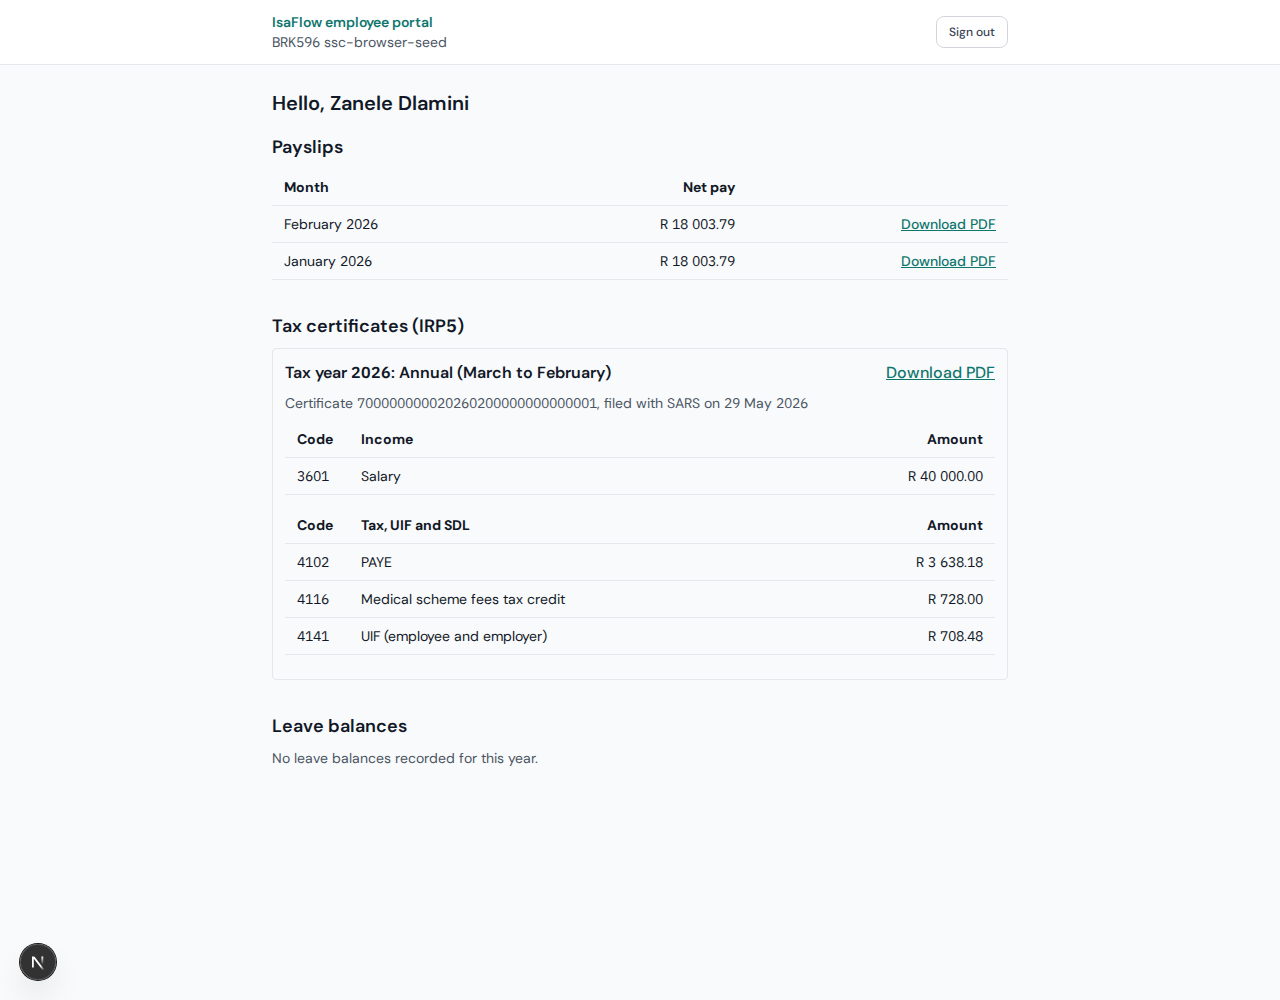 IsaFlow employee portal
BRK596 ssc-browser-seed
Sign out
Hello, Zanele Dlamini
Payslips
Month Net pay
February 2026 R 18 003.79 Download PDF
January 2026 R 18 003.79 Download PDF
Tax certificates (IRP5)
Tax year 2026: Annual (March to February) Download PDF
Certificate 700000000020260200000000000001, filed with SARS on 29 May 2026
Code Income Amount
3601 Salary R 40 000.00
Code Tax, UIF and SDL Amount
4102 PAYE R 3 638.18
4116 Medical scheme fees tax credit R 728.00
4141 UIF (employee and employer) R 708.48
Leave balances
No leave balances recorded for this year.
N